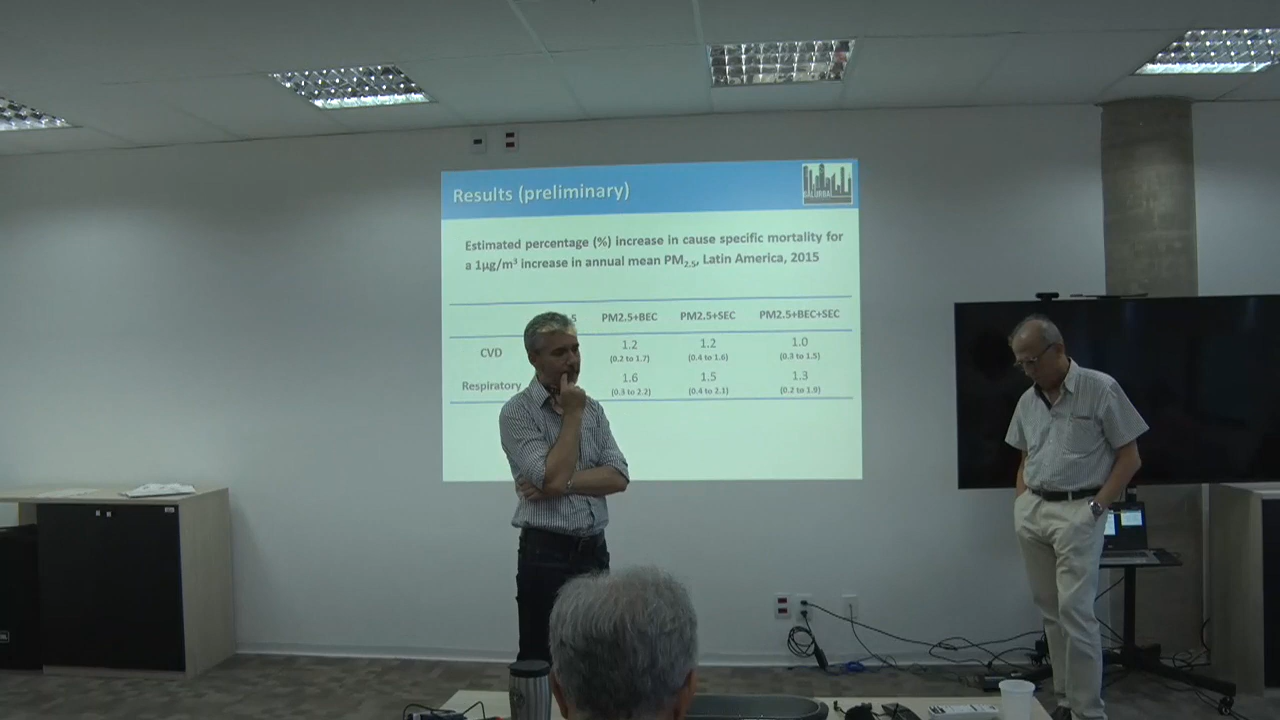 Results (preliminary)
SALURBAL
Estimated percentage (%) increase in cause specific mortality for
a 1µg/m³ increase in annual mean PM2.5, Latin America, 2015
5 PM2.5+BEC PM2.5+SEC PM2.5+BEC+SEC
CVD 1.2 1.2 1.0
(0.2 to 1.7) (0.4 to 1.6) (0.3 to 1.5)
Respiratory 1.6 1.5 1.3
(0.3 to 2.2) (0.4 to 2.1) (0.2 to 1.9)